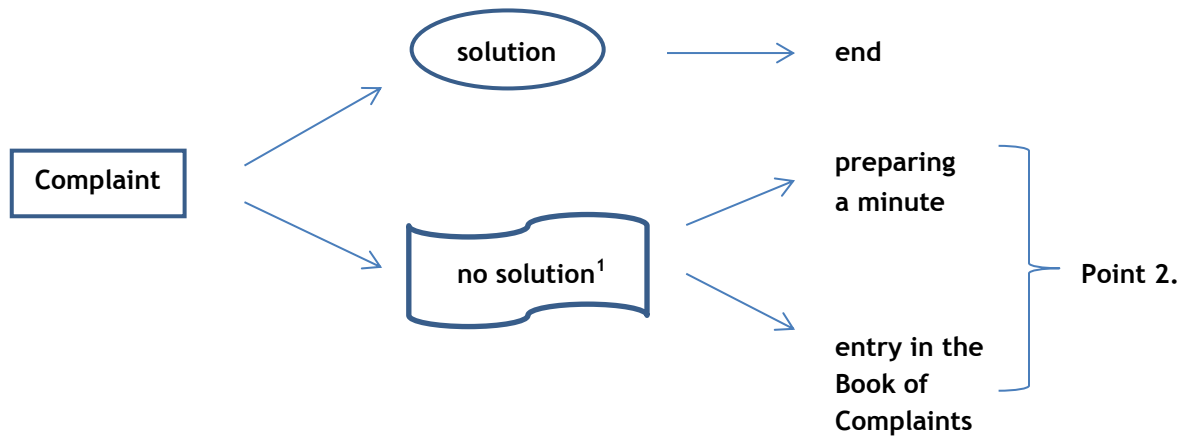 solution
end
Complaint
preparing
a minute
no solution¹
Point 2.
entry in the
Book of
Complaints